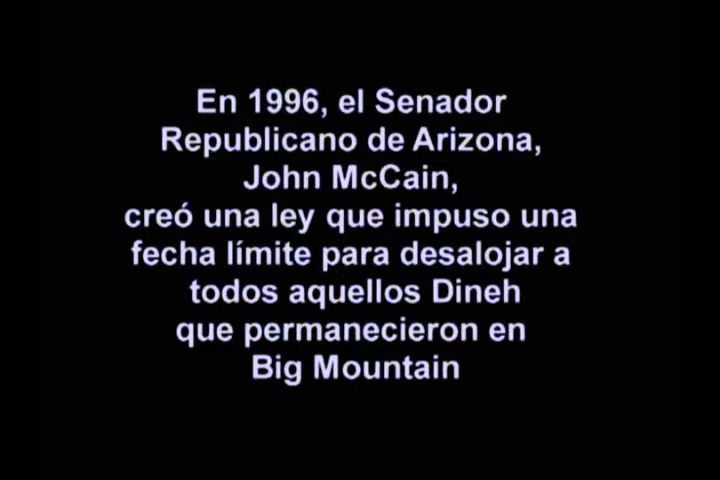 En 1996, el Senador
Republicano de Arizona,
John McCain,
creó una ley que impuso una
fecha límite para desalojar a
todos aquellos Dineh
que permanecieron en
Big Mountain